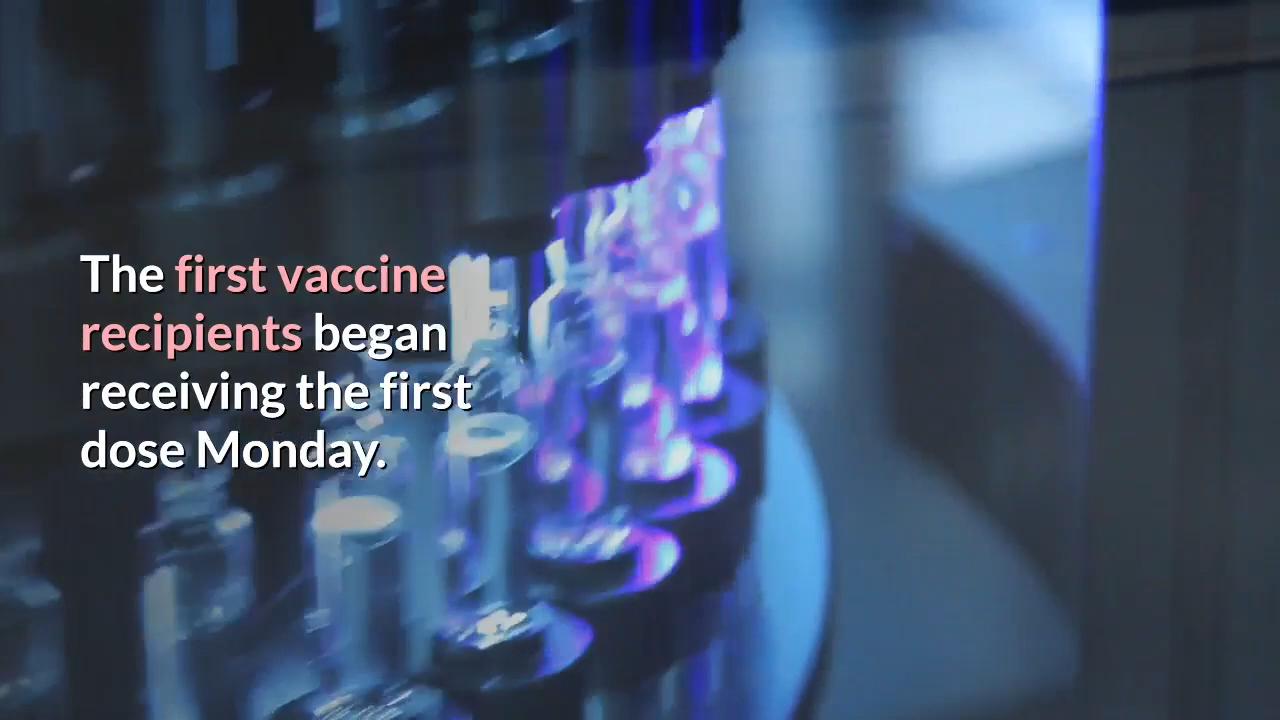 The first vaccine
recipients began
receiving the first
dose Monday.